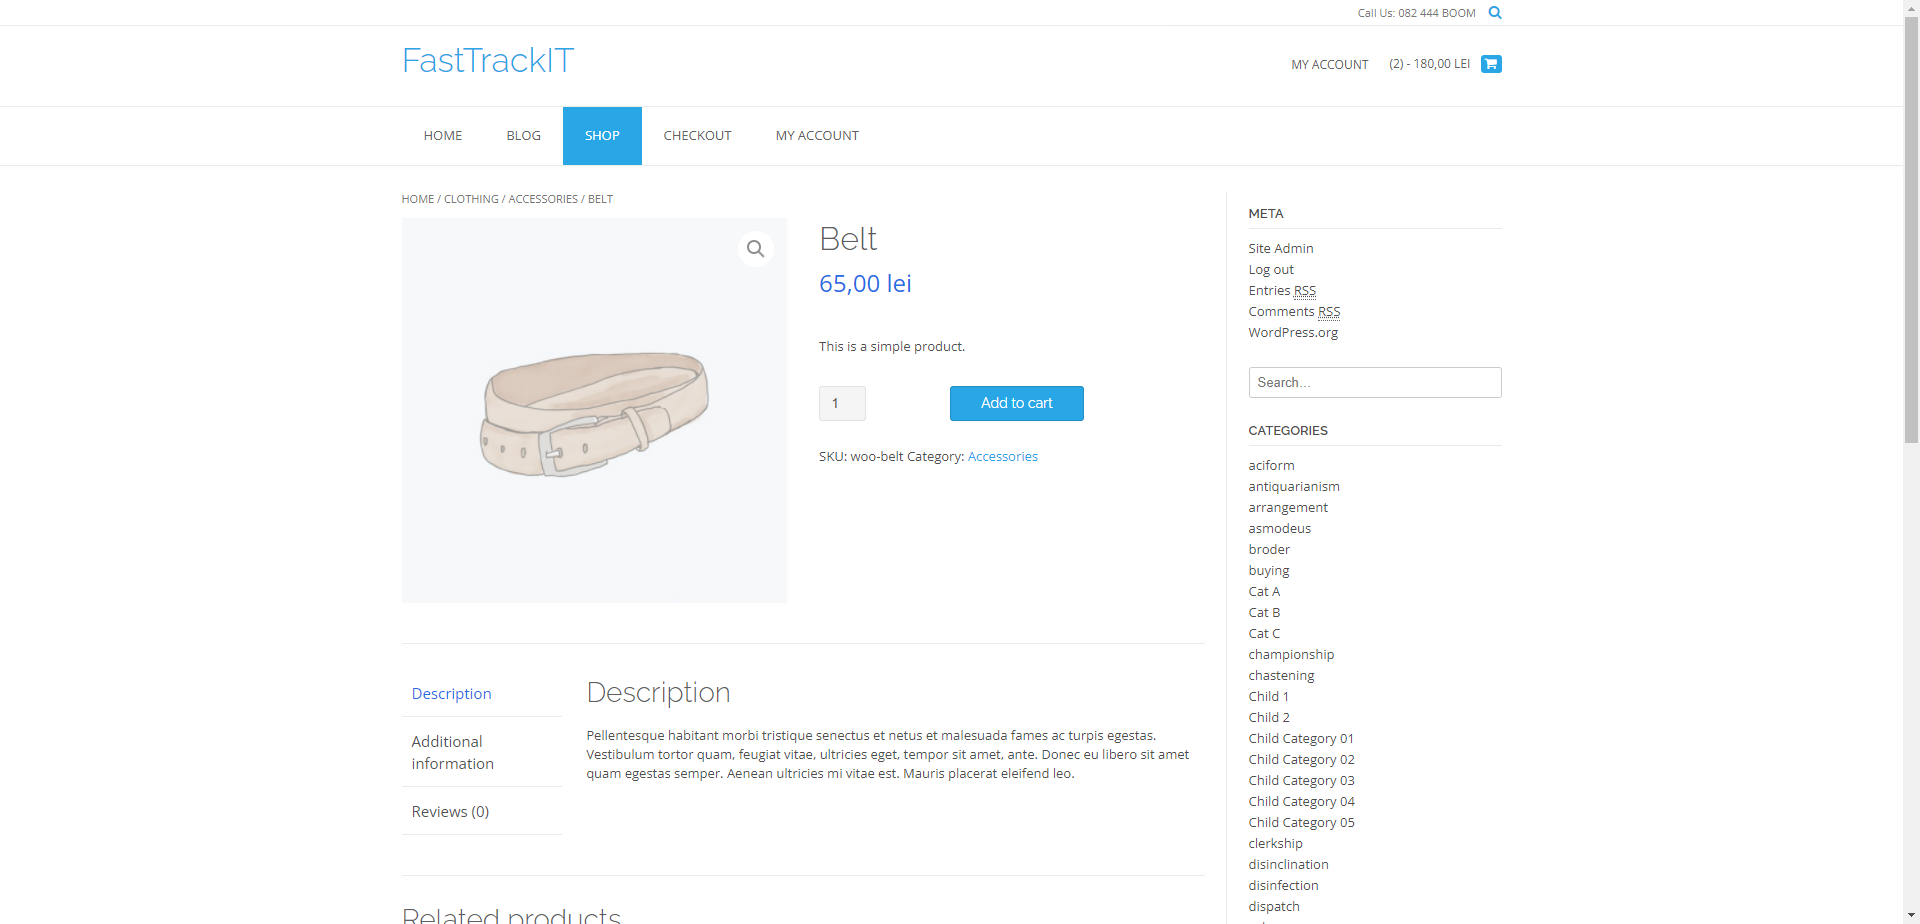 Call Us: 082 444 BOOM
FastTrackIT
MY ACCOUNT (2) - 180,00 LEI
HOME BLOG SHOP CHECKOUT MY ACCOUNT
HOME / CLOTHING / ACCESSORIES / BELT
Belt
65,00 lei
This is a simple product.
1 Add to cart
SKU: woo-belt Category: Accessories
Description
Additional
information
Reviews (0)
Description
Pellentesque habitant morbi tristique senectus et netus et malesuada fames ac turpis egestas.
Vestibulum tortor quam, feugiat vitae, ultricies eget, tempor sit amet, ante. Donec eu libero sit amet
quam egestas semper. Aenean ultricies mi vitae est. Mauris placerat eleifend leo.
Related products
META
Site Admin
Log out
Entries RSS
Comments RSS
WordPress.org
Search...
CATEGORIES
aciform
antiquarianism
arrangement
asmodeus
broder
buying
Cat A
Cat B
Cat C
championship
chastening
Child 1
Child 2
Child Category 01
Child Category 02
Child Category 03
Child Category 04
Child Category 05
clerkship
disinclination
disinfection
dispatch